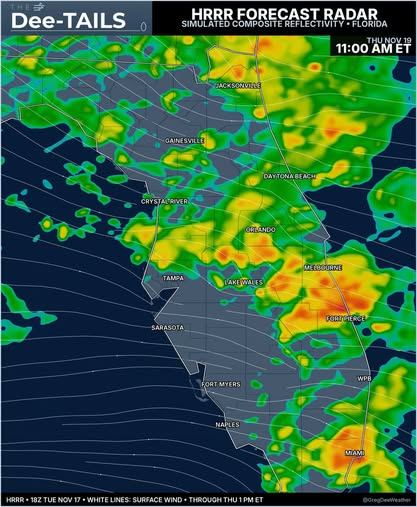 THE
Dee-TAILS
HRRR FORECAST RADAR
SIMULATED COMPOSITE REFLECTIVITY • FLORIDA
THU NOV 19
11:00 AM ET
JACKSONVILLE
GAINESVILLE
DAYTONA BEACH
CRYSTAL RIVER
ORLANDO
MELBOURNE
TAMPA
LAKE WALES
FORT PIERCE
SARASOTA
WPB
FORT MYERS
NAPLES
MIAMI
HRRR • 18Z TUE NOV 17 • WHITE LINES: SURFACE WIND • THROUGH THU 1 PM ET
@GregDeeWeather